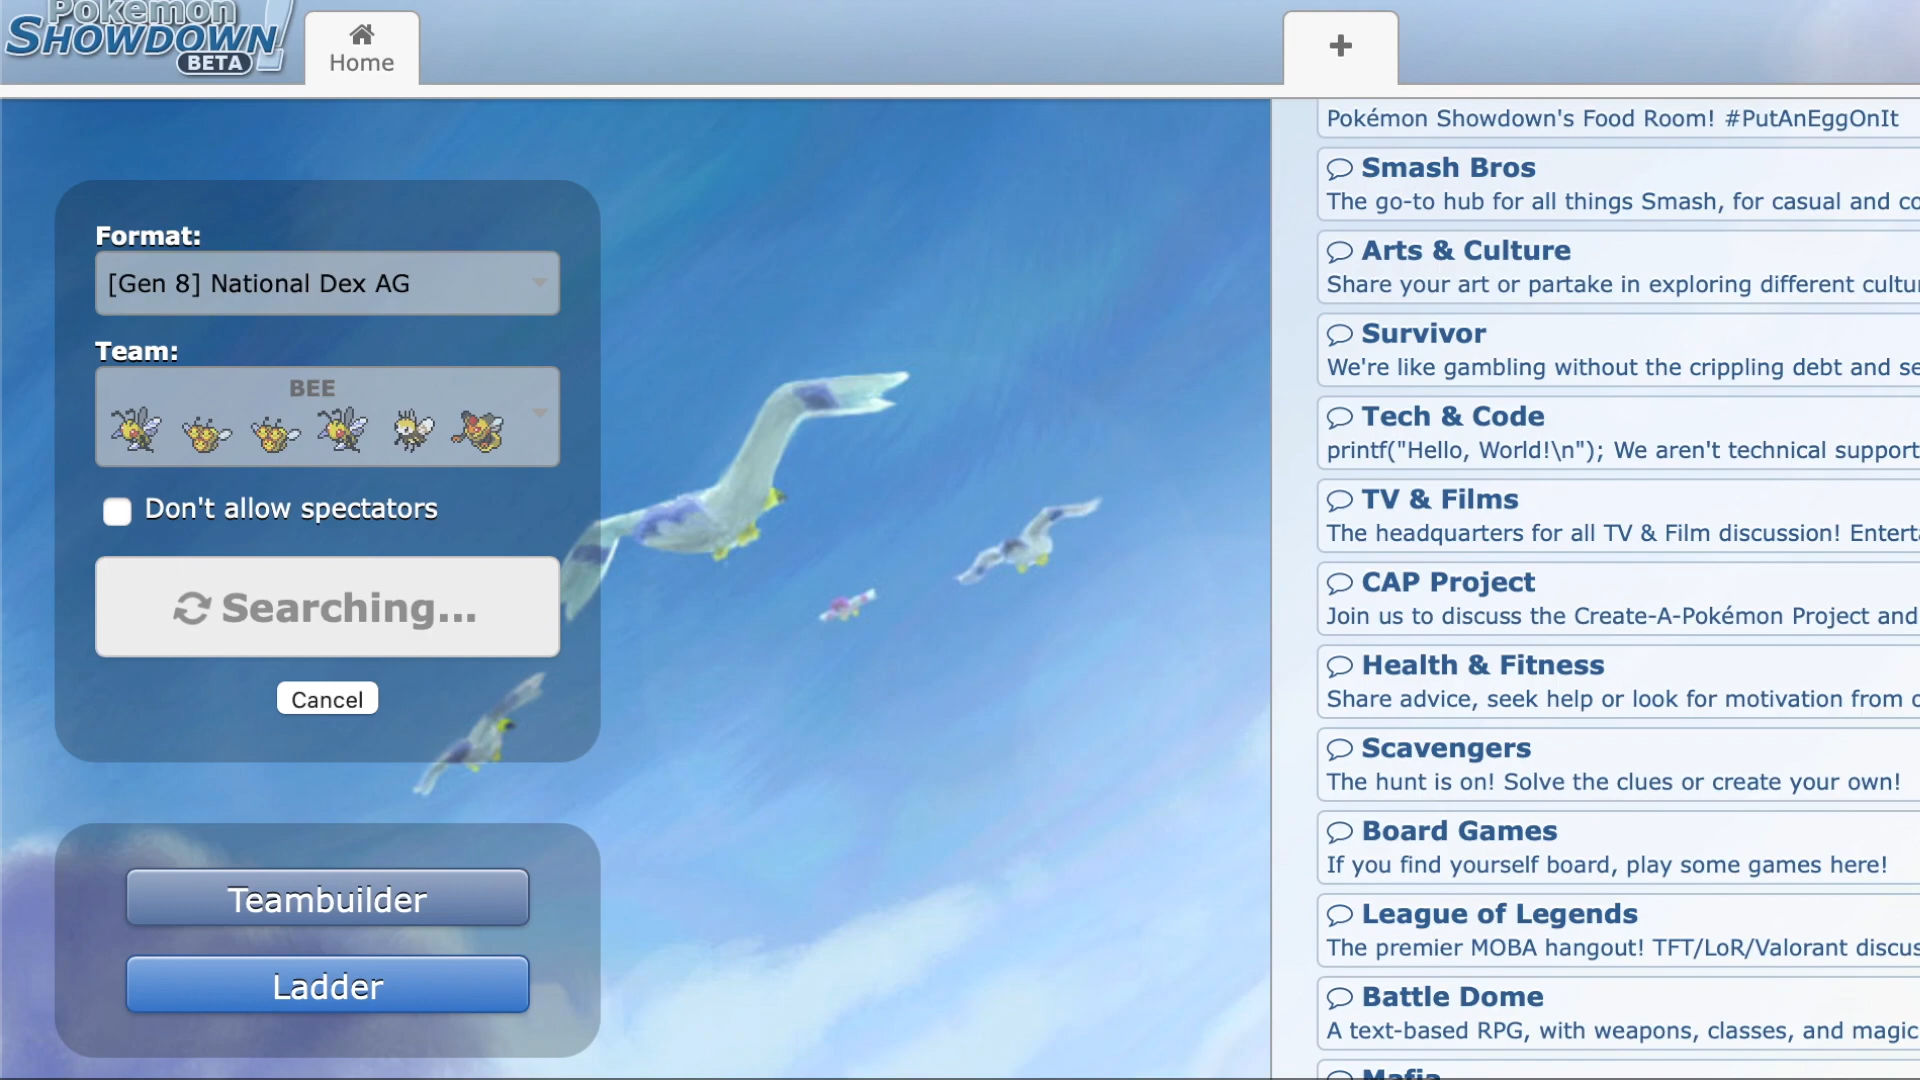 Pokémon
SHOWDOWN!
BETA
Home
Format:
[Gen 8] National Dex AG
Team:
BEE
Don't allow spectators
Searching...
Cancel
Teambuilder
Ladder
Pokémon Showdown's Food Room! #PutAnEggOnIt
Smash Bros
The go-to hub for all things Smash, for casual and co
Arts & Culture
Share your art or partake in exploring different cultu
Survivor
We're like gambling without the crippling debt and se
Tech & Code
printf("Hello, World!\n"); We aren't technical support
TV & Films
The headquarters for all TV & Film discussion! Enterta
CAP Project
Join us to discuss the Create-A-Pokémon Project and
Health & Fitness
Share advice, seek help or look for motivation from o
Scavengers
The hunt is on! Solve the clues or create your own!
Board Games
If you find yourself board, play some games here!
League of Legends
The premier MOBA hangout! TFT/LoR/Valorant discus
Battle Dome
A text-based RPG, with weapons, classes, and magic
Mafia